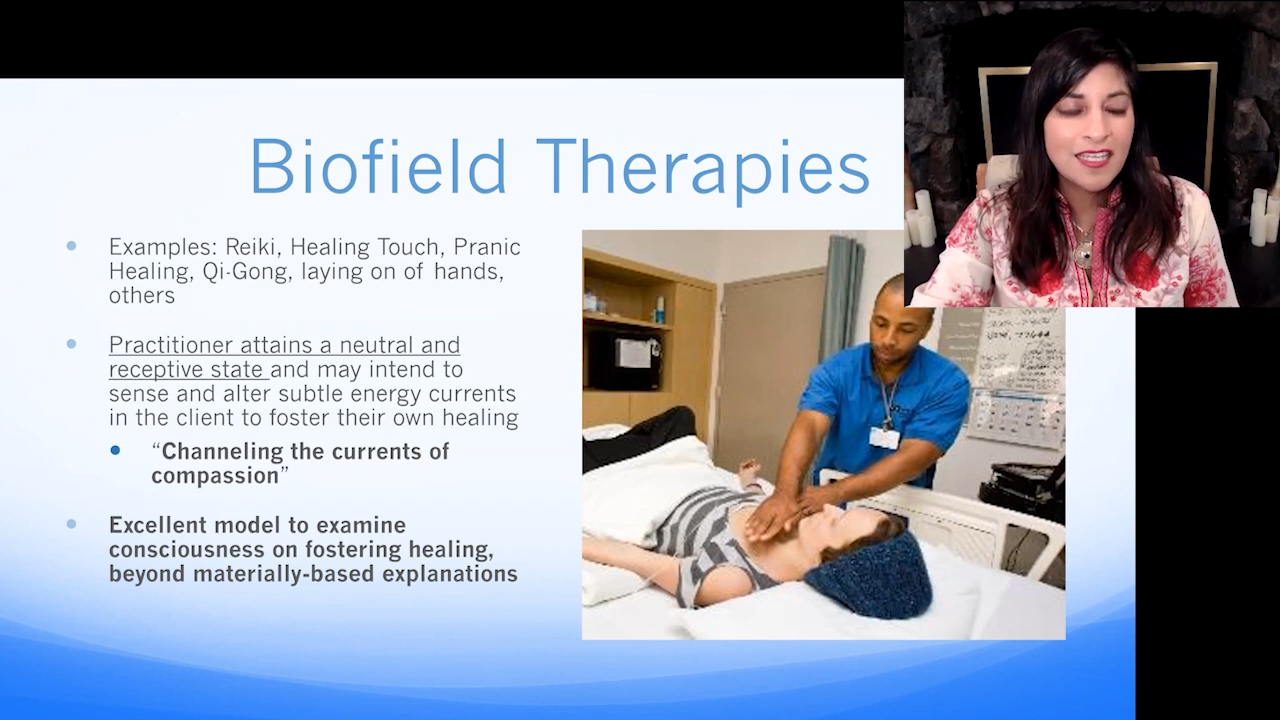 Biofield Therapies
Examples: Reiki, Healing Touch, Pranic
Healing, Qi-Gong, laying on of hands,
others
Practitioner attains a neutral and
receptive state and may intend to
sense and alter subtle energy currents
in the client to foster their own healing
“Channeling the currents of
compassion”
Excellent model to examine
consciousness on fostering healing,
beyond materially-based explanations